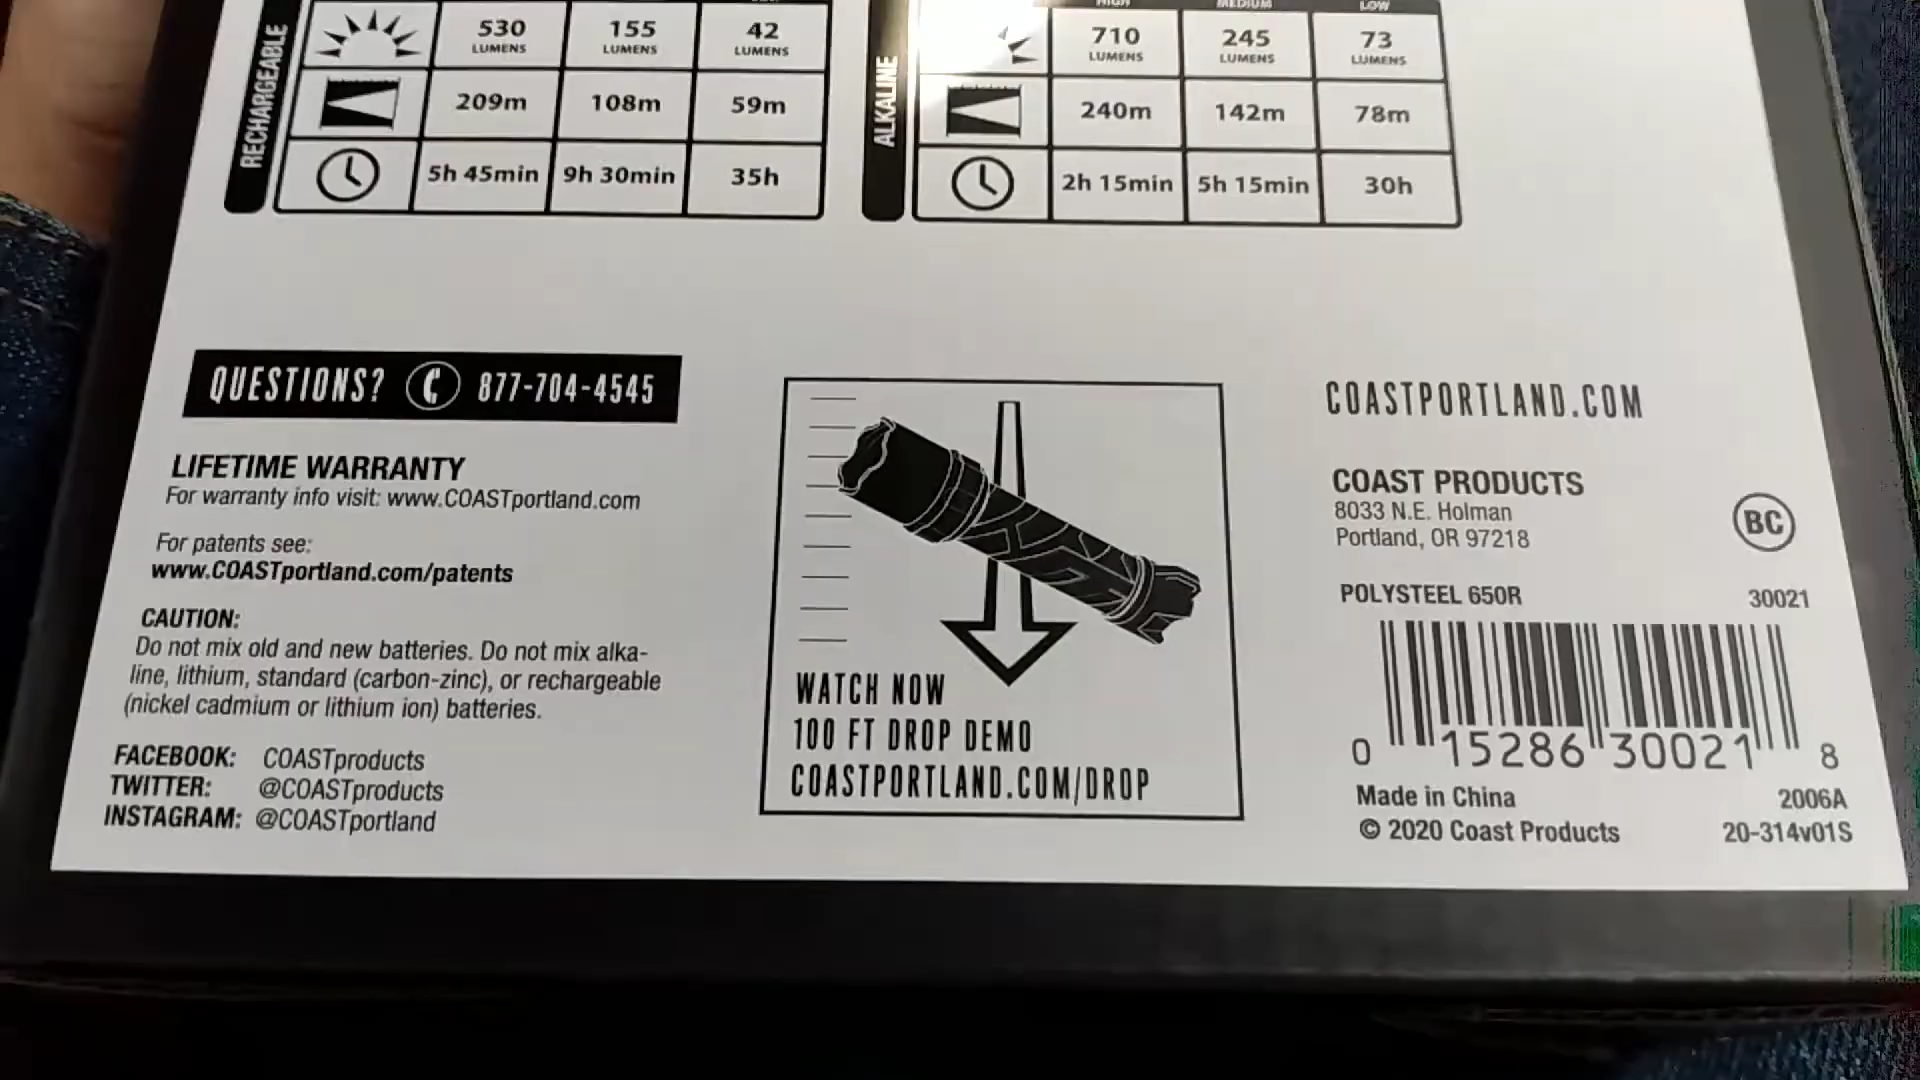 HIGH MEDIUM LOW
RECHARGEABLE
530 LUMENS 155 LUMENS 42 LUMENS
209m 108m 59m
5h 45min 9h 30min 35h
ALKALINE
710 LUMENS 245 LUMENS 73 LUMENS
240m 142m 78m
2h 15min 5h 15min 30h
QUESTIONS? 877-704-4545
LIFETIME WARRANTY
For warranty info visit: www.COASTportland.com
For patents see:
www.COASTportland.com/patents
CAUTION:
Do not mix old and new batteries. Do not mix alka-
line, lithium, standard (carbon-zinc), or rechargeable
(nickel cadmium or lithium ion) batteries.
FACEBOOK: COASTproducts
TWITTER: @COASTproducts
INSTAGRAM: @COASTportland
WATCH NOW
100 FT DROP DEMO
COASTPORTLAND.COM/DROP
COASTPORTLAND.COM
COAST PRODUCTS
8033 N.E. Holman
Portland, OR 97218
BC
POLYSTEEL 650R 30021
0 15286 30021 8
Made in China 2006A
© 2020 Coast Products 20-314v01S